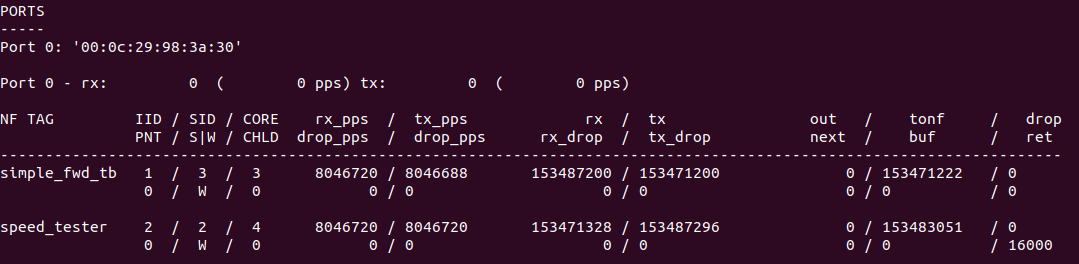 PORTS
-----
Port 0: '00:0c:29:98:3a:30'
Port 0 - rx:         0  (        0 pps) tx:         0  (        0 pps)
NF TAG         IID / SID / CORE    rx_pps  /  tx_pps             rx  /  tx                out   /    tonf     /   drop
               PNT / S|W / CHLD  drop_pps  /  drop_pps      rx_drop  /  tx_drop           next  /    buf      /   ret
----------------------------------------------------------------------------------------------------------------------
simple_fwd_tb   1  /  3  /  3      8046720 / 8046688       153487200 / 153471200              0 / 153471222   / 0
                0  /  W  /  0            0 / 0                     0 / 0                      0 / 0           / 0
speed_tester    2  /  2  /  4      8046720 / 8046720       153471328 / 153487296              0 / 153483051   / 0
                0  /  W  /  0            0 / 0                     0 / 0                      0 / 0           / 16000